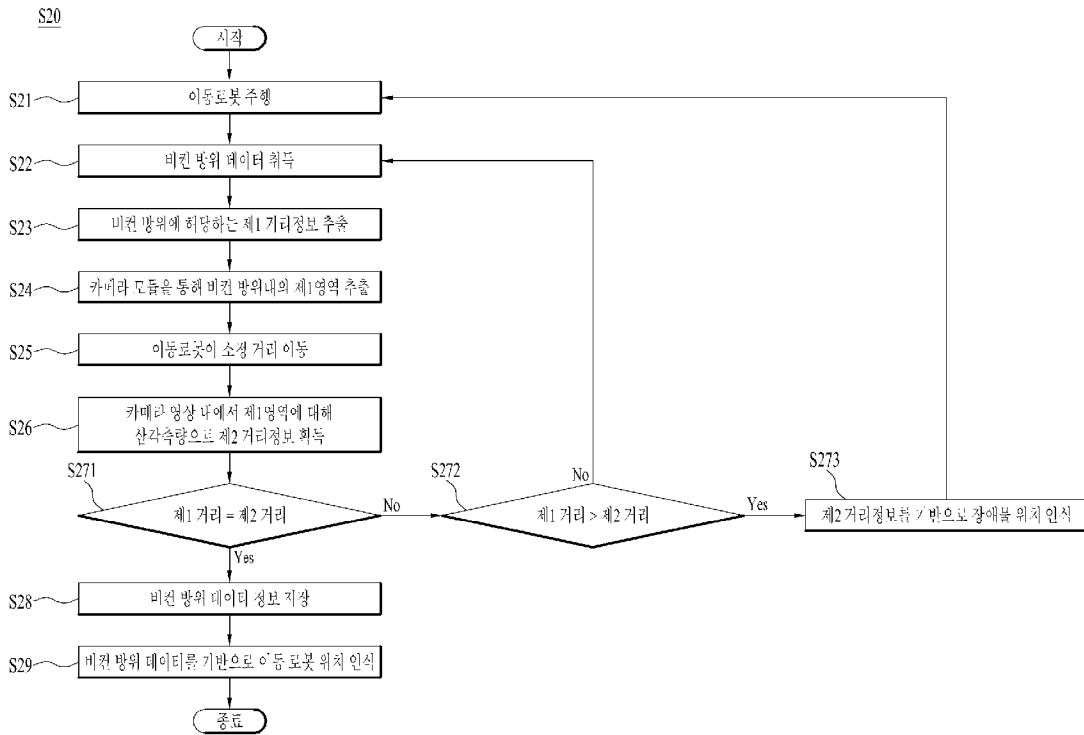 S20
시작
S21
이동로봇 주행
S22
비컨 방위 데이터 취득
S23
비컨 방위에 해당하는 제1 거리정보 추출
S24
카메라 모듈을 통해 비컨 방위내의 제1영역 추출
S25
이동로봇이 소정 거리 이동
S26
카메라 영상 내에서 제1영역에 대해
삼각측량으로 제2 거리정보 획득
S271
제1 거리 = 제2 거리
No
Yes
S272
제1 거리 > 제2 거리
No
Yes
S273
제2 거리정보를 기반으로 장애물 위치 인식
S28
비컨 방위 데이터 정보 저장
S29
비컨 방위 데이터를 기반으로 이동 로봇 위치 인식
종료